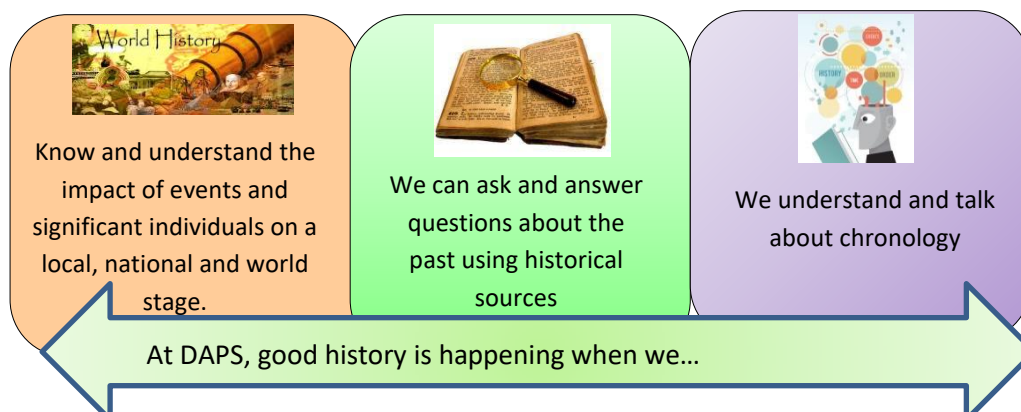 World History
Know and understand the
impact of events and
significant individuals on a
local, national and world
stage.
We can ask and answer
questions about the
past using historical
sources
HISTORY
TIME
ORDER
We understand and talk
about chronology
At DAPS, good history is happening when we…